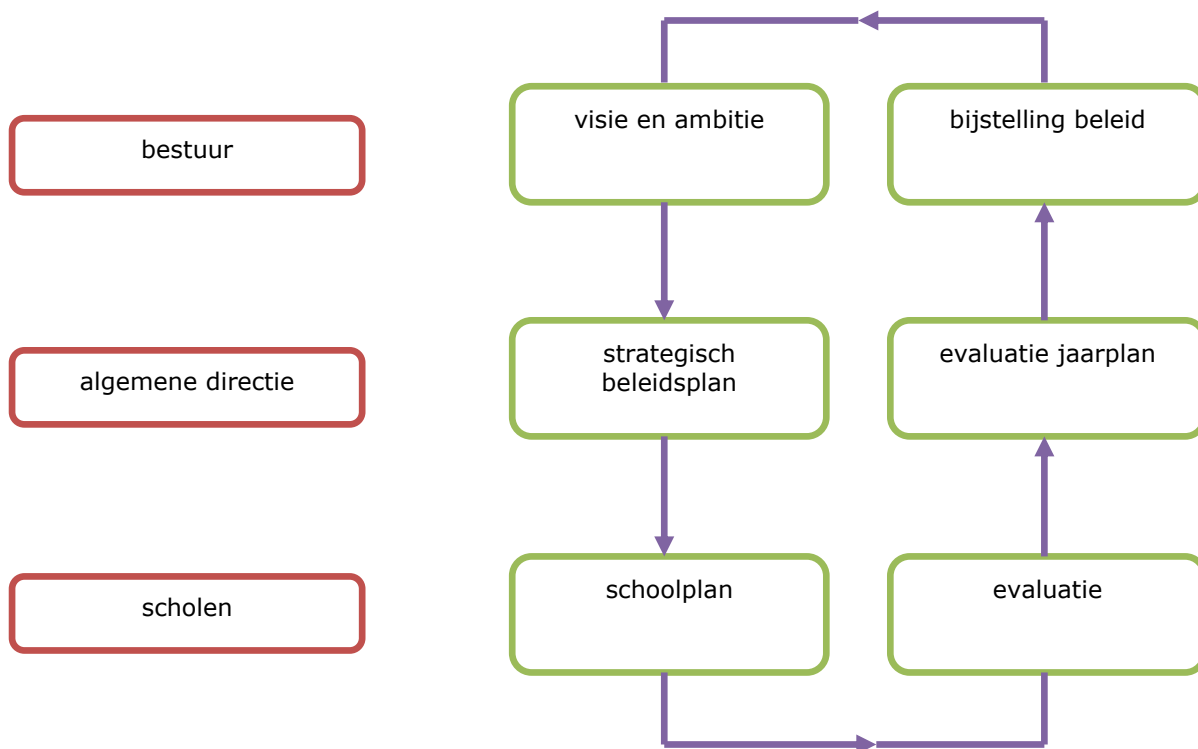 bestuur
visie en ambitie
bijstelling beleid
algemene directie
strategisch
beleidsplan
evaluatie jaarplan
scholen
schoolplan
evaluatie